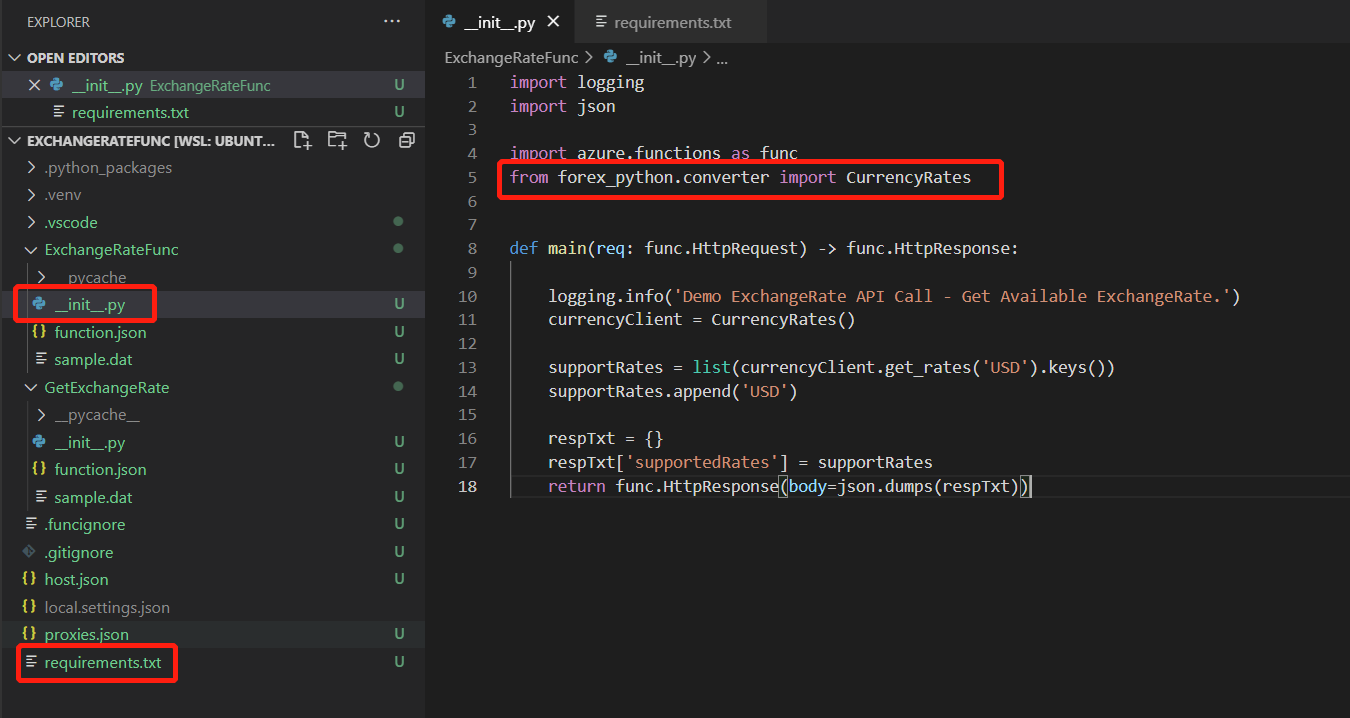 EXPLORER
OPEN EDITORS
__init__.py ExchangeRateFunc U
requirements.txt U
EXCHANGERATEFUNC [WSL: UBUNT...
.python_packages
.venv
.vscode
ExchangeRateFunc
__pycache__
__init__.py U
function.json U
sample.dat U
GetExchangeRate
__pycache__
__init__.py U
function.json U
sample.dat U
.funcignore U
.gitignore U
host.json U
local.settings.json
proxies.json U
requirements.txt U
__init__.py requirements.txt
ExchangeRateFunc > __init__.py > ...
1 import logging
2 import json
3
4 import azure.functions as func
5 from forex_python.converter import CurrencyRates
6
7
8 def main(req: func.HttpRequest) -> func.HttpResponse:
9
10 logging.info('Demo ExchangeRate API Call - Get Available ExchangeRate.')
11 currencyClient = CurrencyRates()
12
13 supportRates = list(currencyClient.get_rates('USD').keys())
14 supportRates.append('USD')
15
16 respTxt = {}
17 respTxt['supportedRates'] = supportRates
18 return func.HttpResponse(body=json.dumps(respTxt))